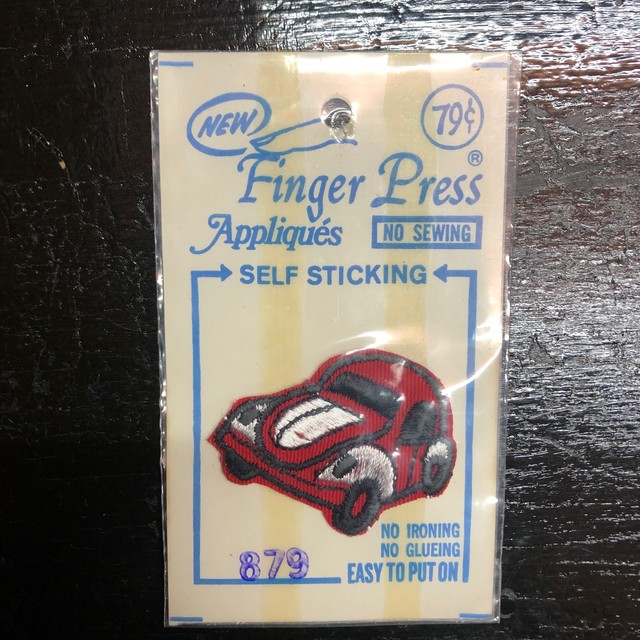 NEW
79¢
Finger Press®
Appliqués
NO SEWING
SELF STICKING
NO IRONING
NO GLUEING
EASY TO PUT ON
879